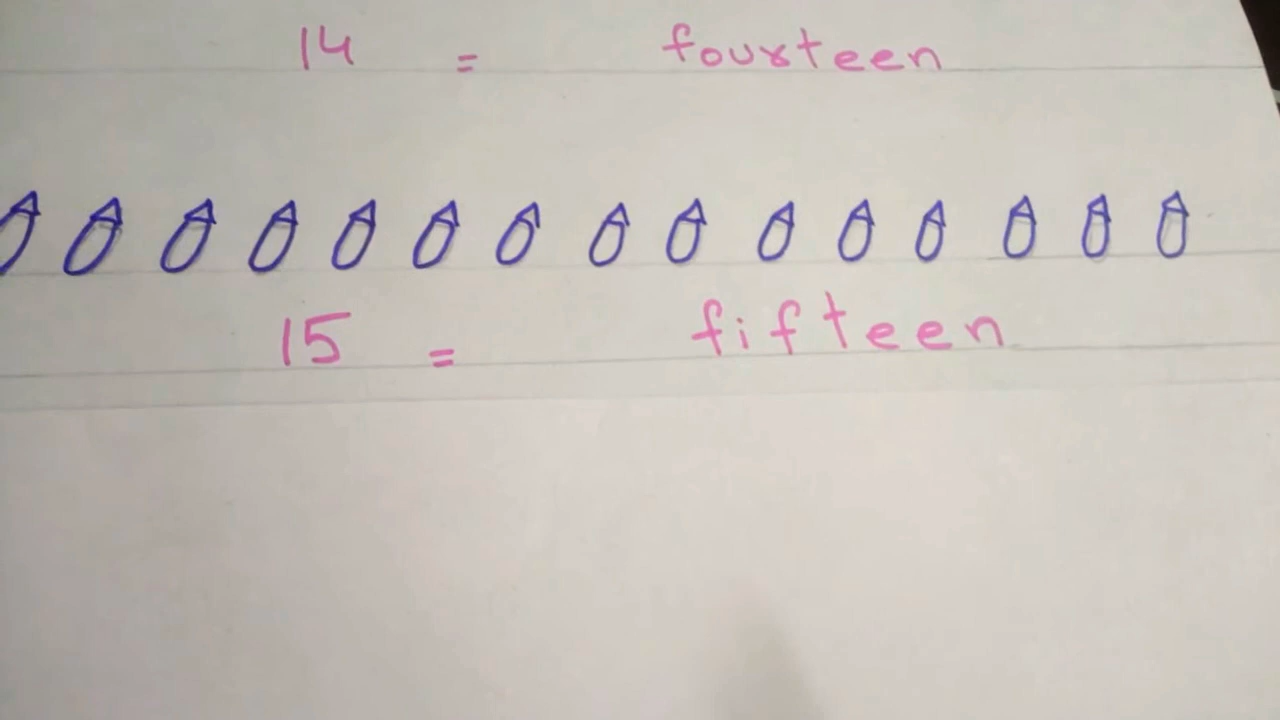 14 = fourteen
15 = fifteen